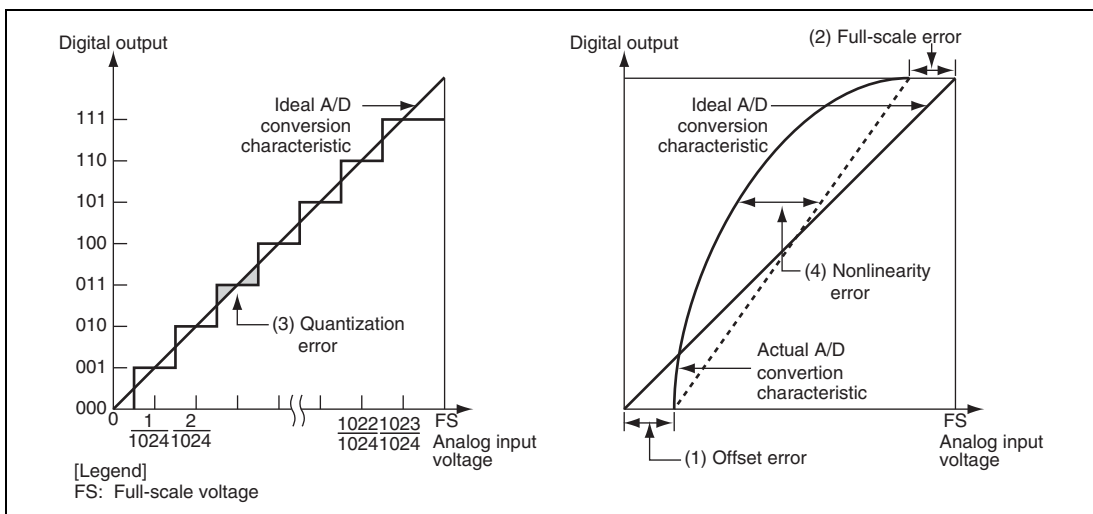 Digital output
111
110
101
100
011
010
001
000
Ideal A/D
conversion
characteristic
(3) Quantization
error
0
1
1024
2
1024
1022
1024
1023
1024
FS
Analog input
voltage
[Legend]
FS: Full-scale voltage
Digital output
(2) Full-scale error
Ideal A/D
conversion
characteristic
(4) Nonlinearity
error
Actual A/D
convertion
characteristic
FS
Analog input
voltage
(1) Offset error